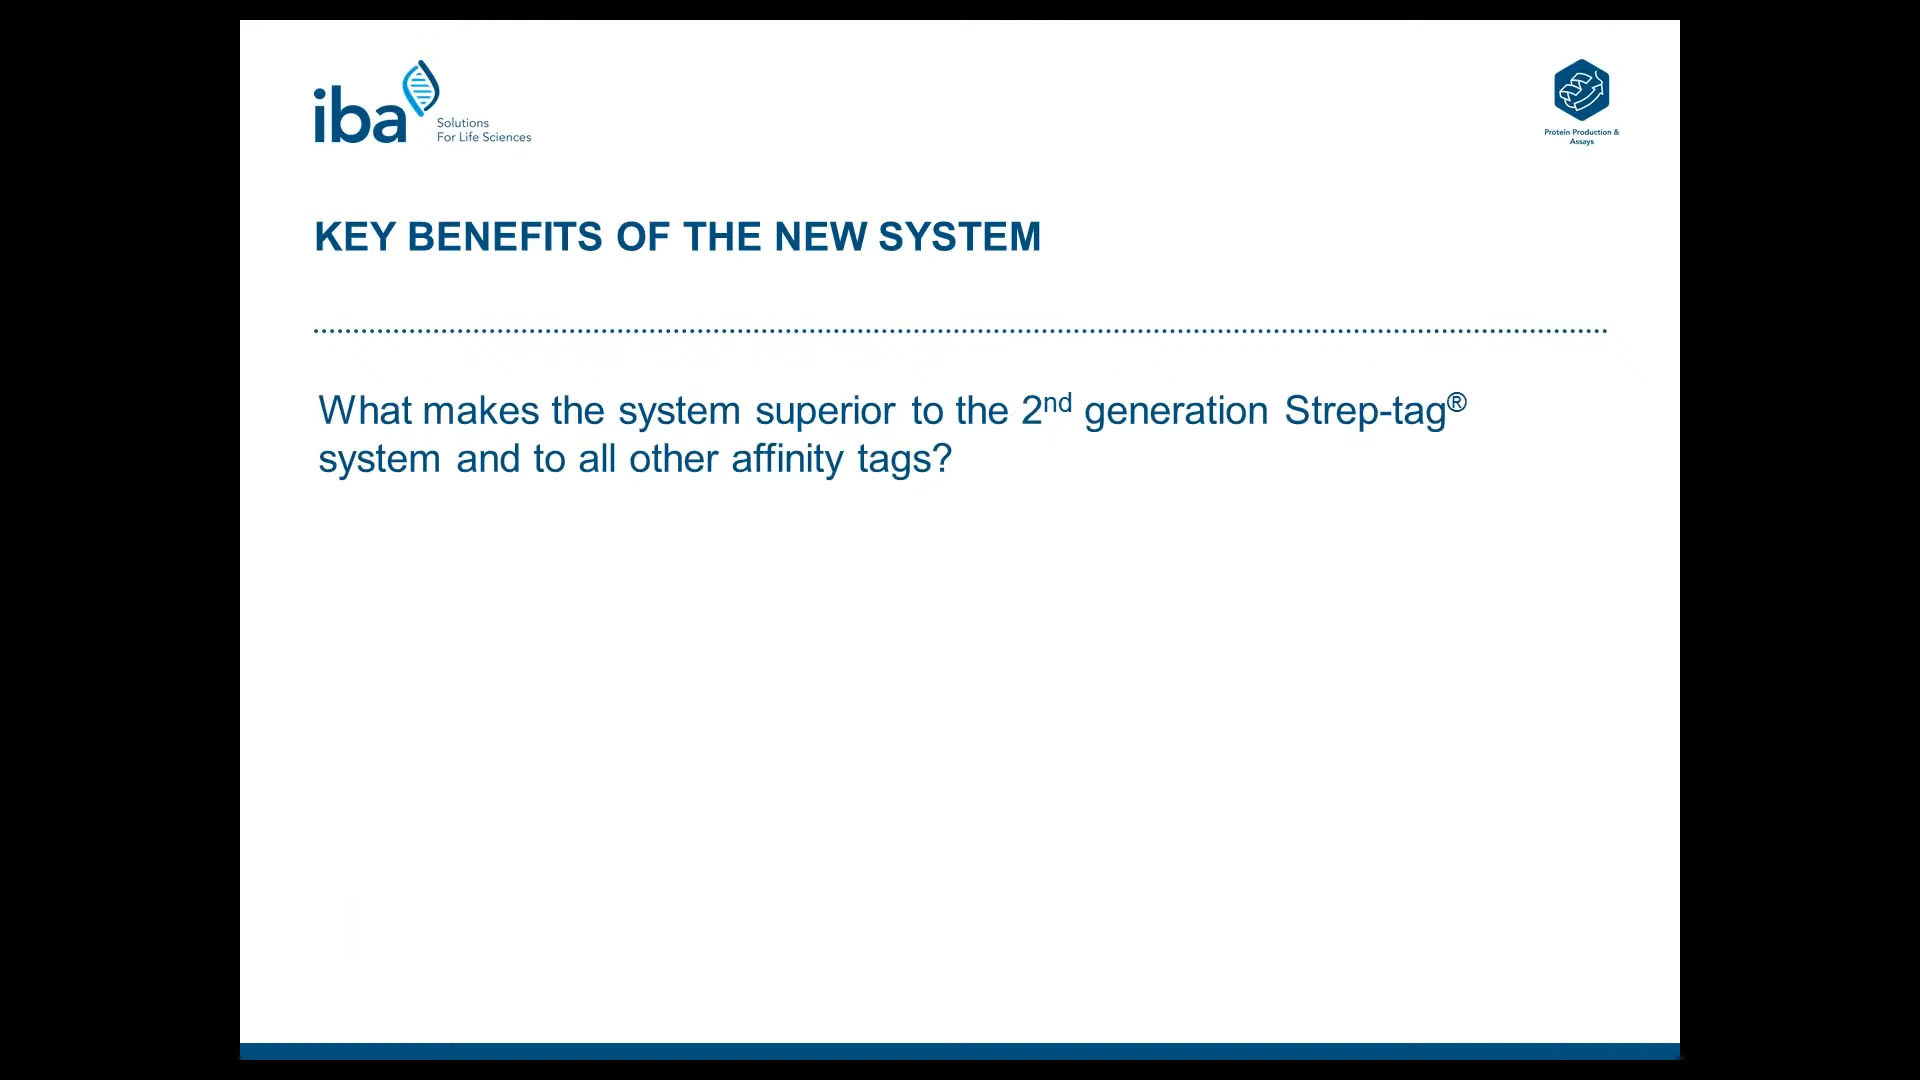 iba
Solutions
For Life Sciences
Protein Production &
Assays
KEY BENEFITS OF THE NEW SYSTEM
What makes the system superior to the 2nd generation Strep-tag®
system and to all other affinity tags?